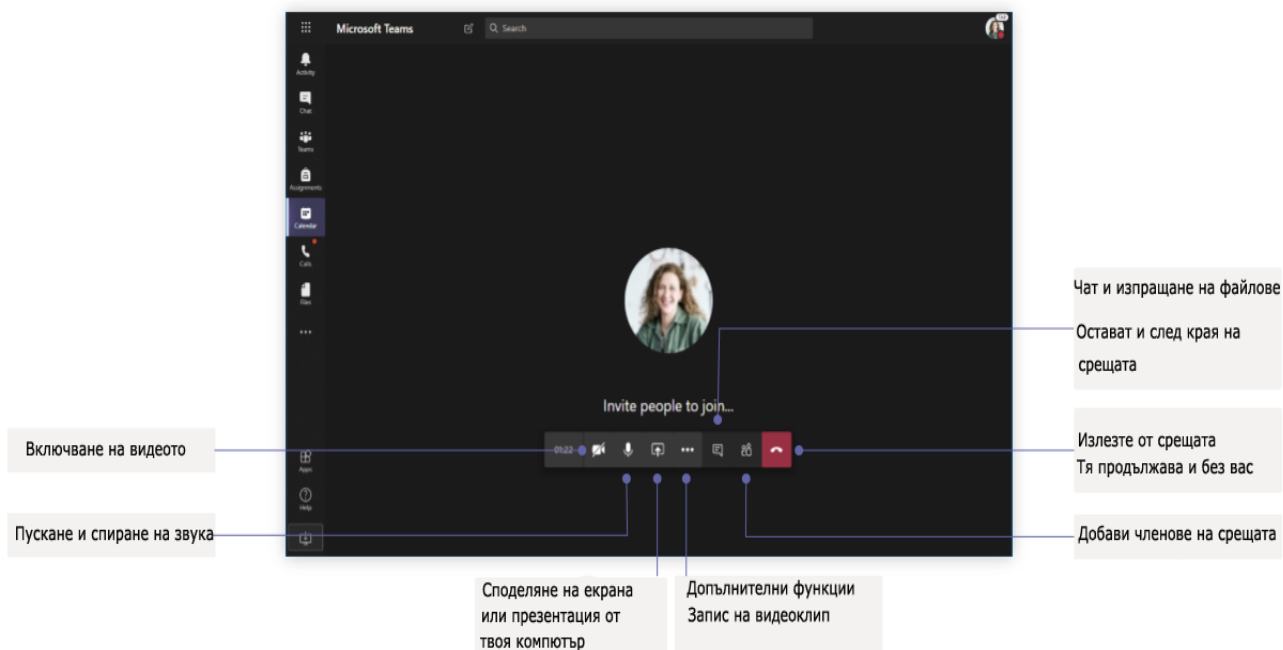 Microsoft Teams
Search
Activity
Chat
Teams
Assignments
Calendar
Calls
Files
Apps
Help
Invite people to join...
01:22
Чат и изпращане на файлове
Остават и след края на
срещата
Включване на видеото
Излезте от срещата
Тя продължава и без вас
Пускане и спиране на звука
Добави членове на срещата
Споделяне на екрана
или презентация от
твоя компютър
Допълнителни функции
Запис на видеоклип